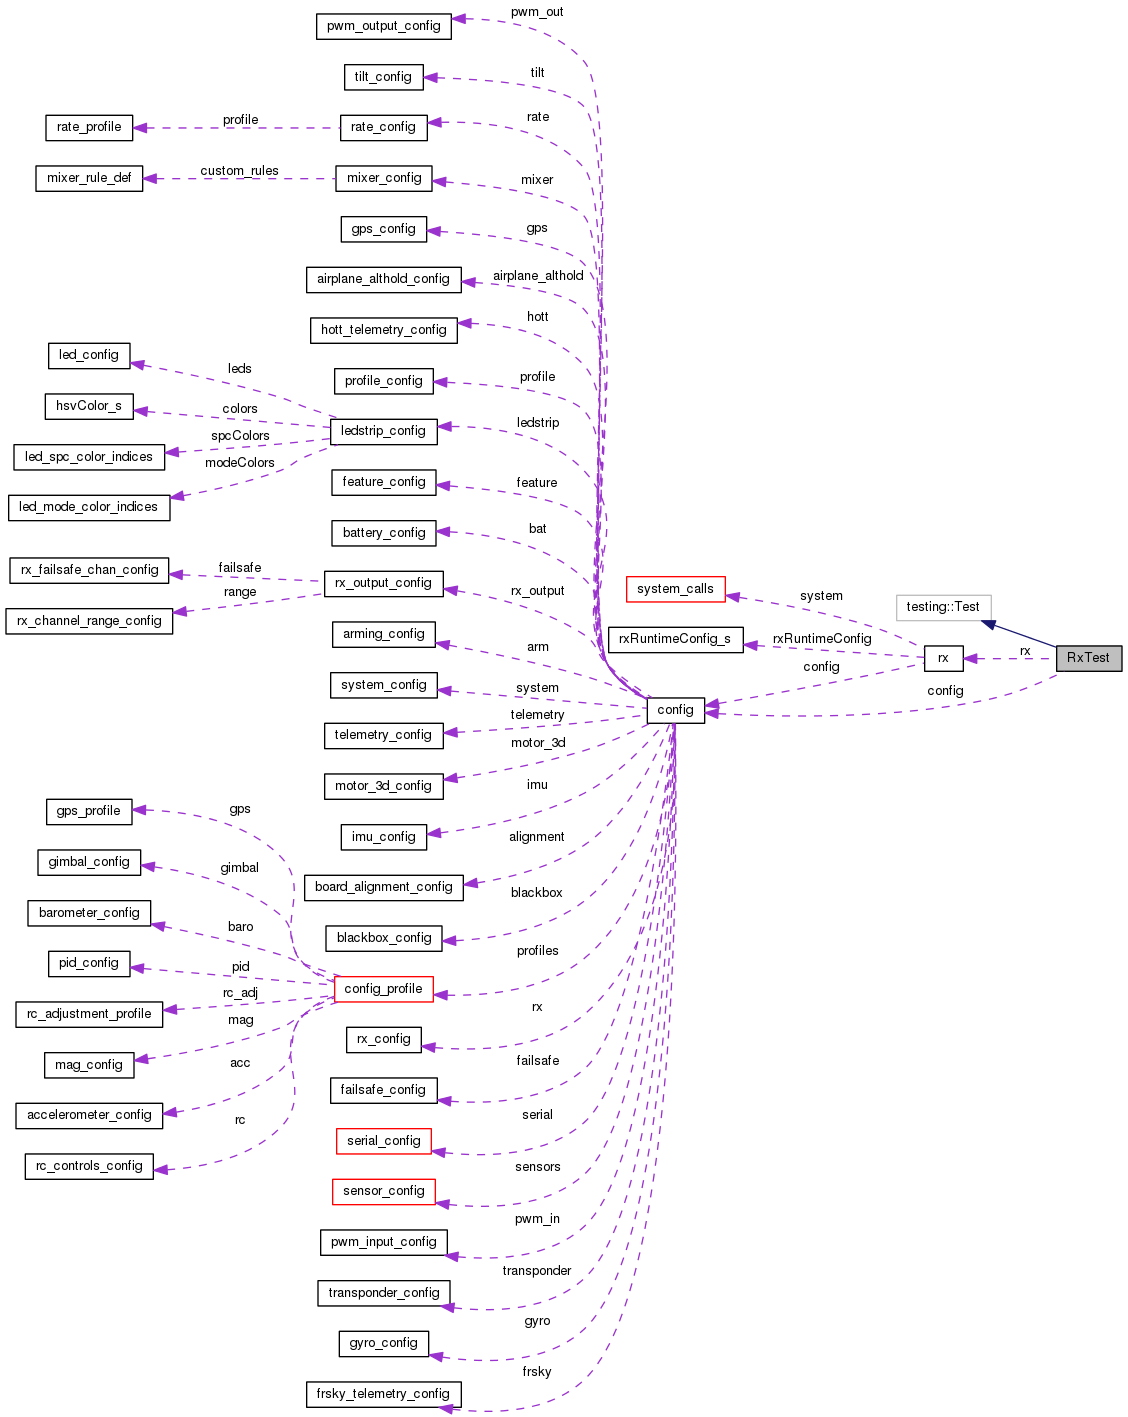 pwm_out
pwm_output_config
tilt
tilt_config
rate
profile
rate_profile
rate_config
custom_rules
mixer
mixer_rule_def
mixer_config
gps
gps_config
airplane_althold
airplane_althold_config
hott
hott_telemetry_config
led_config
leds
profile
profile_config
hsvColor_s
colors
ledstrip
ledstrip_config
spcColors
led_spc_color_indices
modeColors
feature
feature_config
led_mode_color_indices
bat
battery_config
failsafe
rx_failsafe_chan_config
range
rx_output_config
rx_output
system_calls
system
testing::Test
rx_channel_range_config
arming_config
arm
rxRuntimeConfig_s
rxRuntimeConfig
rx
rx
RxTest
config
config
system_config
system
config
telemetry
telemetry_config
motor_3d
motor_3d_config
imu
gps_profile
gps
imu_config
alignment
gimbal_config
gimbal
board_alignment_config
blackbox
barometer_config
baro
blackbox_config
profiles
pid_config
pid
config_profile
rc_adj
rc_adjustment_profile
mag
rx
rx_config
mag_config
acc
failsafe
failsafe_config
accelerometer_config
rc
serial
serial_config
rc_controls_config
sensors
sensor_config
pwm_in
pwm_input_config
transponder
transponder_config
gyro
gyro_config
frsky
frsky_telemetry_config